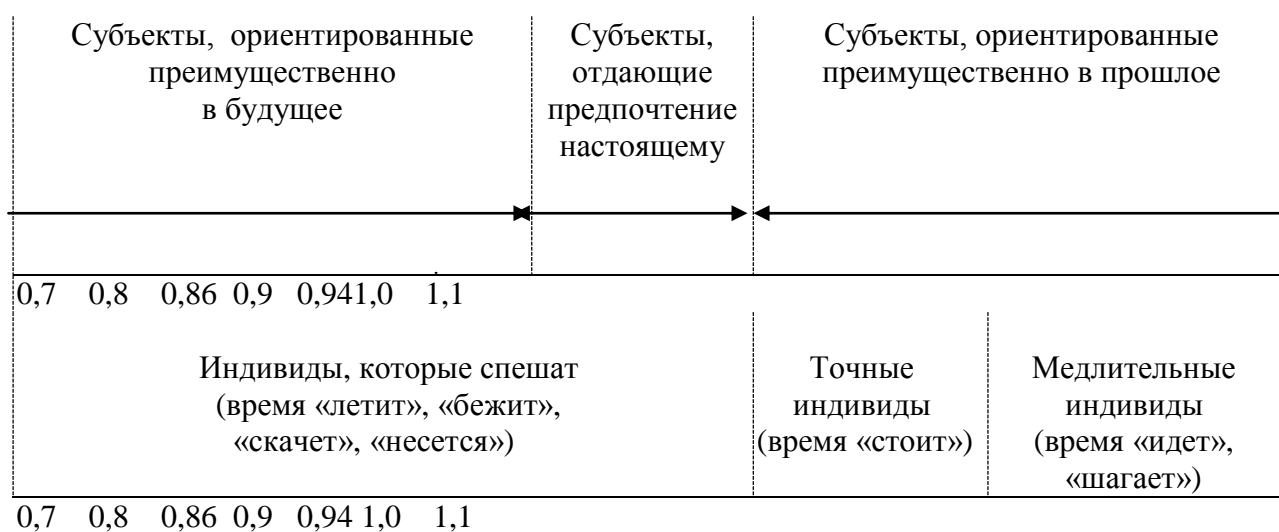 Субъекты, ориентированные
преимущественно
в будущее
Субъекты,
отдающие
предпочтение
настоящему
Субъекты, ориентированные
преимущественно в прошлое
0,7 0,8 0,86 0,9 0,941,0 1,1
Индивиды, которые спешат
(время «летит», «бежит»,
«скачет», «несется»)
Точные
индивиды
(время «стоит»)
Медлительные
индивиды
(время «идет»,
«шагает»)
0,7 0,8 0,86 0,9 0,94 1,0 1,1